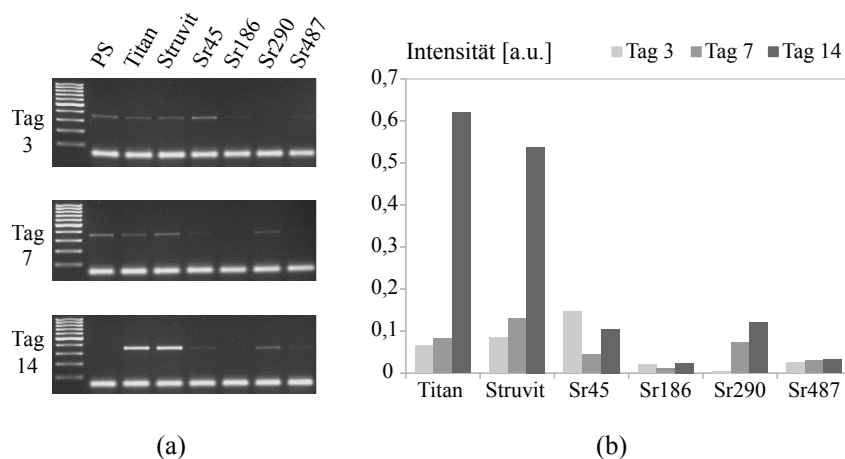 PS Titan Struvit Sr45 Sr186 Sr290 Sr487
Tag
3
Tag
7
Tag
14
(a)
Intensität [a.u.]
Tag 3 Tag 7 Tag 14
0,7
0,6
0,5
0,4
0,3
0,2
0,1
0
Titan Struvit Sr45 Sr186 Sr290 Sr487
(b)